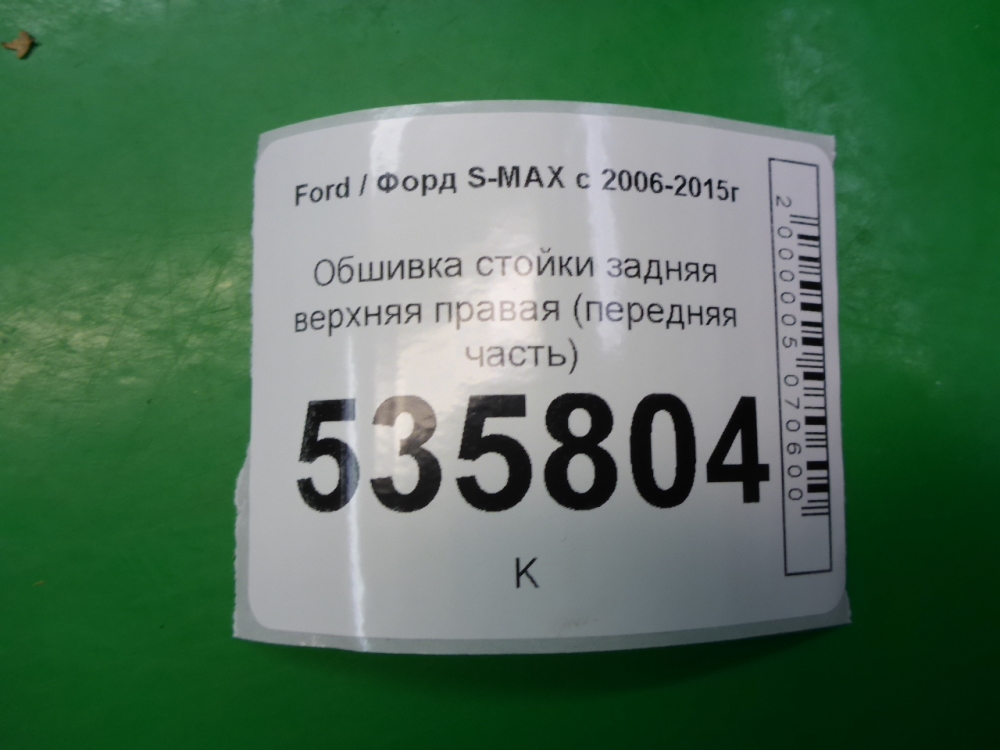 Ford / Форд S-MAX с 2006-2015г
Обшивка стойки задняя
верхняя правая (передняя
часть)
535804
К
2000005070600